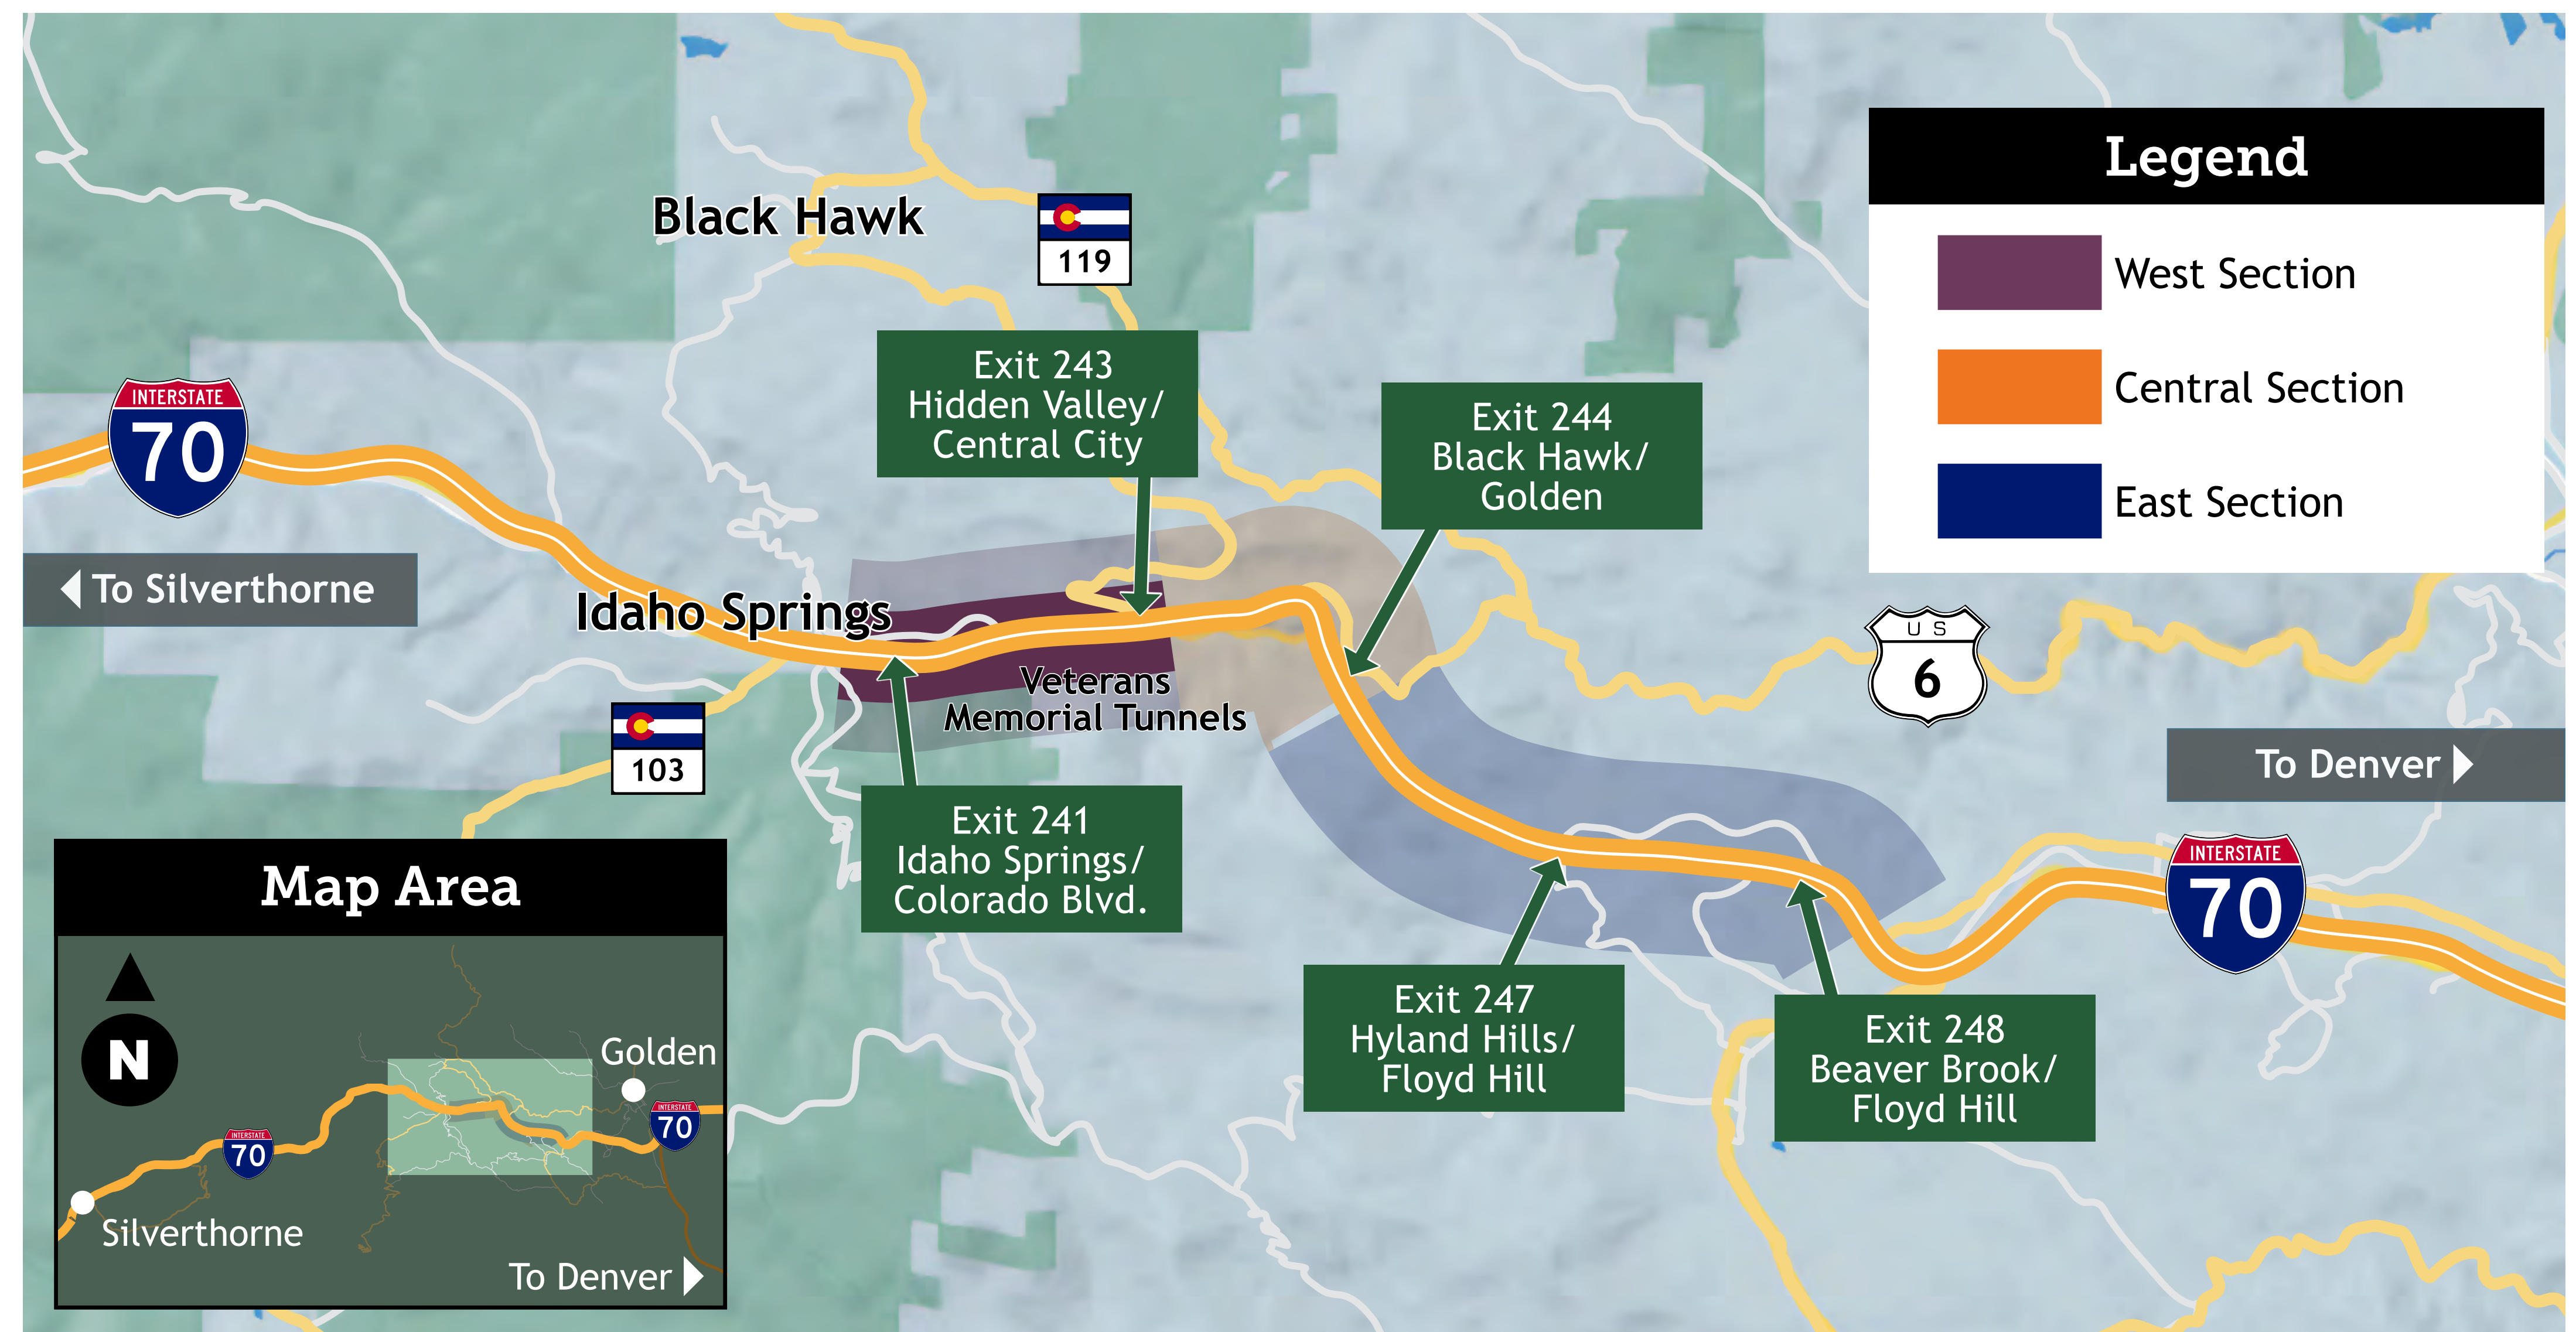 Legend
West Section
Central Section
East Section
Black Hawk
119
Exit 243
Hidden Valley/
Central City
Exit 244
Black Hawk/
Golden
INTERSTATE
70
To Silverthorne
Idaho Springs
Veterans
Memorial Tunnels
US
6
103
To Denver
Exit 241
Idaho Springs/
Colorado Blvd.
INTERSTATE
70
Exit 247
Hyland Hills/
Floyd Hill
Exit 248
Beaver Brook/
Floyd Hill
Map Area
N
Golden
INTERSTATE
70
INTERSTATE
70
Silverthorne
To Denver